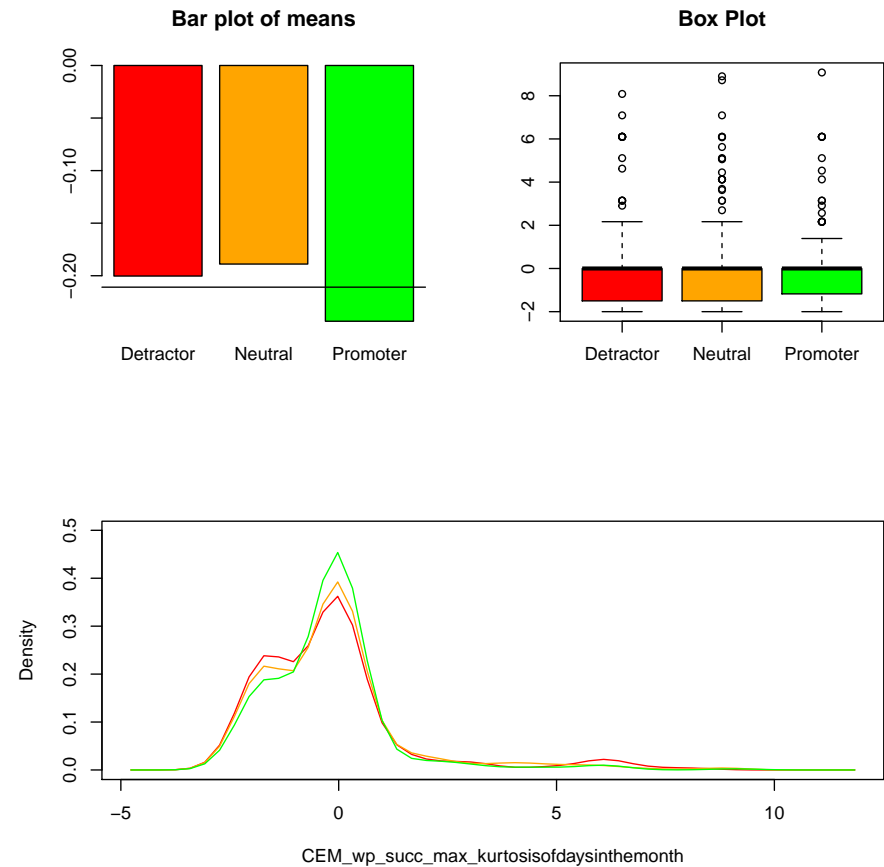 Bar plot of means
0.00
−0.10
−0.20
Detractor Neutral Promoter
Box Plot
8
6
4
2
0
−2
Detractor Neutral Promoter
0.5
0.4
0.3
0.2
0.1
0.0
Density
−5 0 5 10
CEM_wp_succ_max_kurtosisofdaysinthemonth